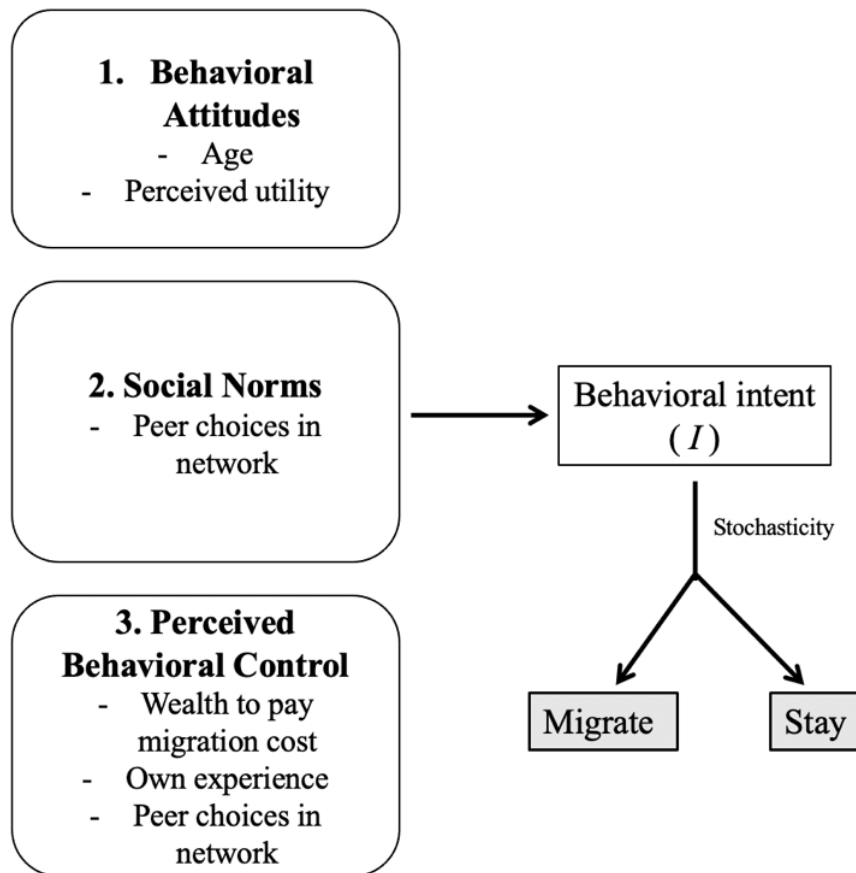 1. Behavioral
Attitudes
- Age
- Perceived utility
2. Social Norms
- Peer choices in
network
3. Perceived
Behavioral Control
- Wealth to pay
migration cost
- Own experience
- Peer choices in
network
Behavioral intent
(I)
Stochasticity
Migrate
Stay